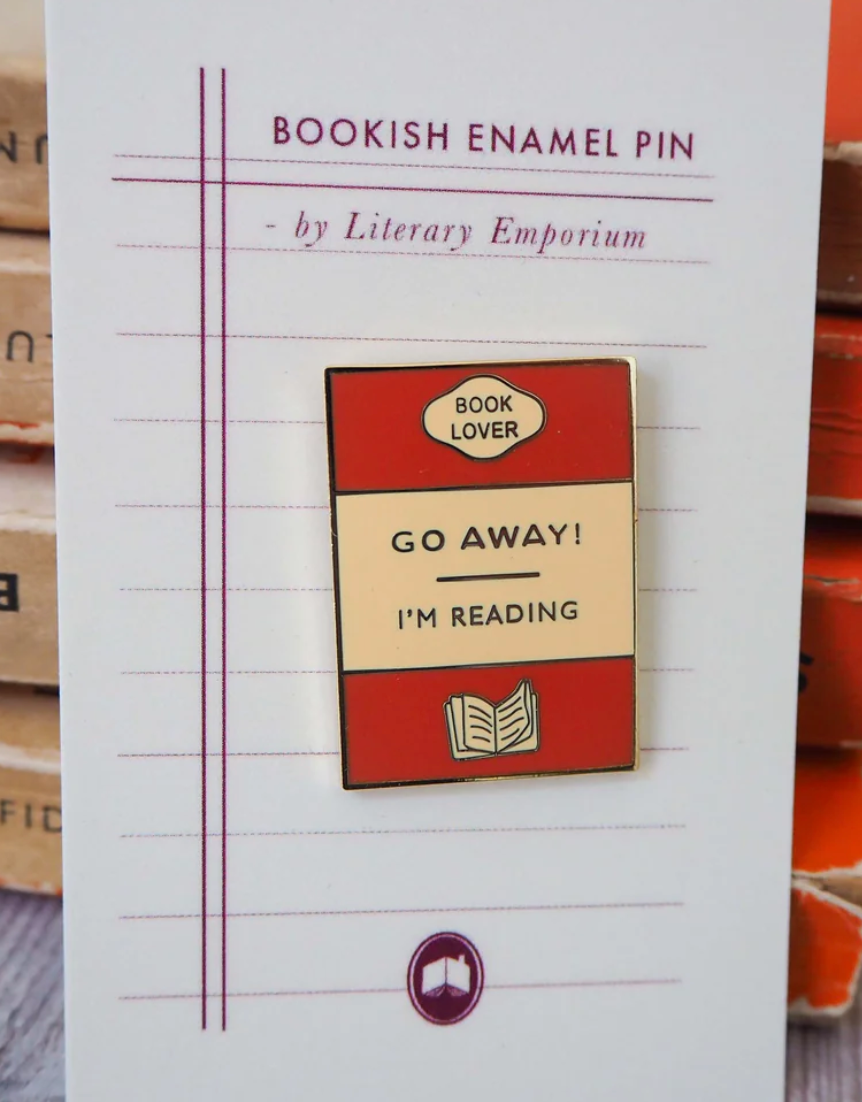 BOOKISH ENAMEL PIN
- by Literary Emporium
BOOK
LOVER
GO AWAY!
I'M READING